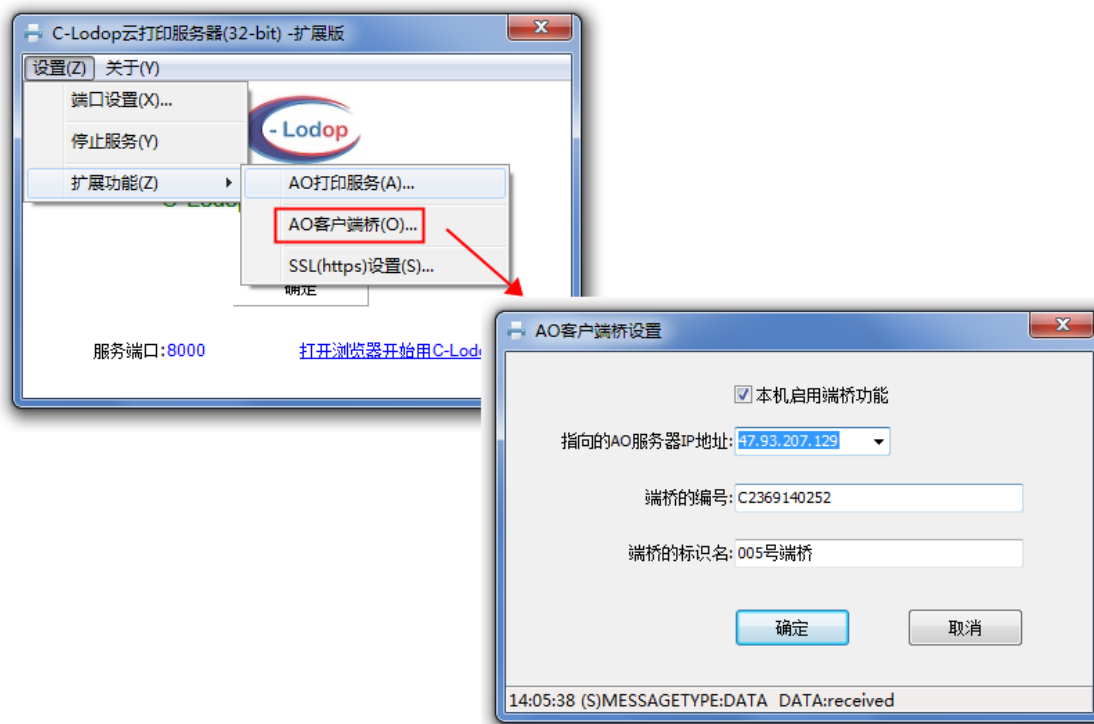 C-Lodop云打印服务器(32-bit) -扩展版
设置(Z) 关于(Y)
端口设置(X)...
停止服务(Y)
扩展功能(Z)
C-Lodop
AO打印服务(A)...
AO客户端桥(O)...
SSL(https)设置(S)...
确定
服务端口:8000
打开浏览器开始用C-Lod
AO客户端桥设置
本机启用端桥功能
指向的AO服务器IP地址: 47.93.207.129
端桥的编号: C2369140252
端桥的标识名: 005号端桥
确定 取消
14:05:38 (S)MESSAGETYPE:DATA DATA:received